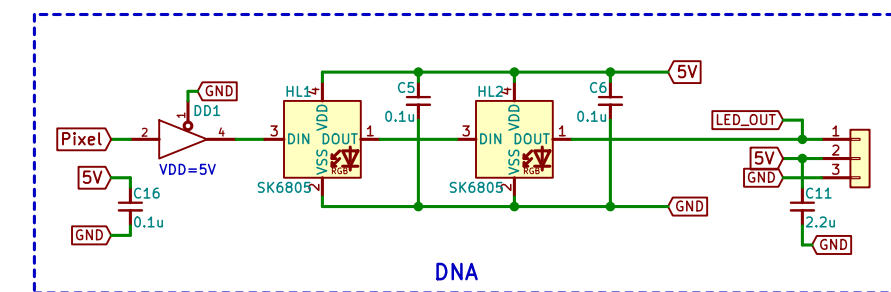 5V
HL1 4 C5 HL2 4 C6
GND
1 DD1
0.1u 0.1u
LED_OUT
Pixel 2 4 3 DIN VDD DOUT 1 3 DIN VDD DOUT 1 1
5V 2
VDD=5V VSS RGB VSS RGB
5V GND 3
SK6805 2 SK6805 2
C16 C11
GND
0.1u 2.2u
GND GND
DNA